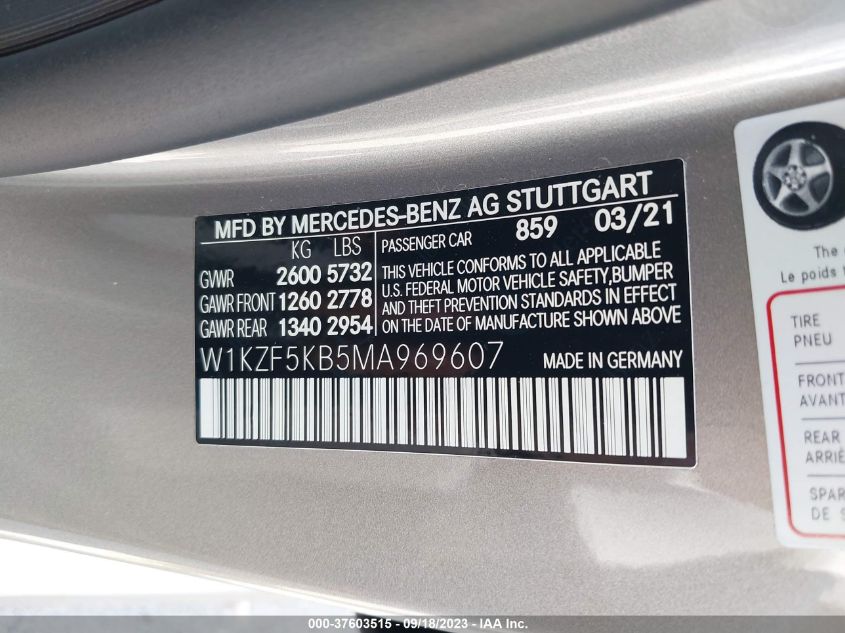 MFD BY MERCEDES-BENZ AG STUTTGART
KG LBS
GVWR 2600 5732
GAWR FRONT 1260 2778
GAWR REAR 1340 2954
PASSENGER CAR 859 03/21
THIS VEHICLE CONFORMS TO ALL APPLICABLE
U.S. FEDERAL MOTOR VEHICLE SAFETY, BUMPER
AND THEFT PREVENTION STANDARDS IN EFFECT
ON THE DATE OF MANUFACTURE SHOWN ABOVE
W1KZF5KB5MA969607 MADE IN GERMANY
The
Le poids
TIRE
PNEU
FRONT
AVANT
REAR
DE
000-37603515 - 09/18/2023 - IAA Inc.